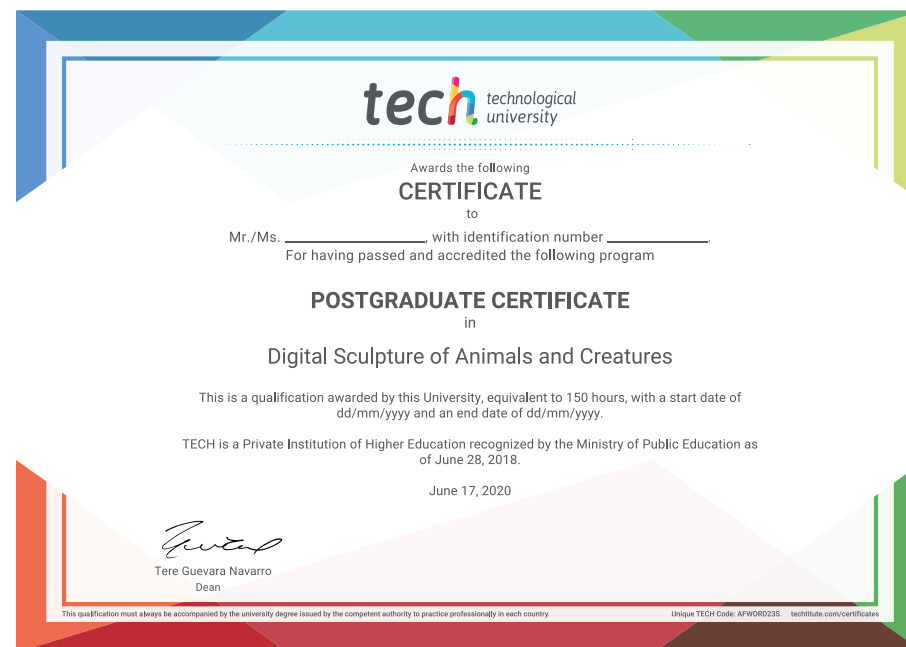 tech technological
university
Awards the following
CERTIFICATE
to
Mr./Ms. ____________________, with identification number ______________.
For having passed and accredited the following program
POSTGRADUATE CERTIFICATE
in
Digital Sculpture of Animals and Creatures
This is a qualification awarded by this University, equivalent to 150 hours, with a start date of
dd/mm/yyyy and an end date of dd/mm/yyyy.
TECH is a Private Institution of Higher Education recognized by the Ministry of Public Education as
of June 28, 2018.
June 17, 2020
Tere Guevara Navarro
Dean
This qualification must always be accompanied by the university degree issued by the competent authority to practice professionally in each country. Unique TECH Code: AFWORD23S techtitute.com/certificates